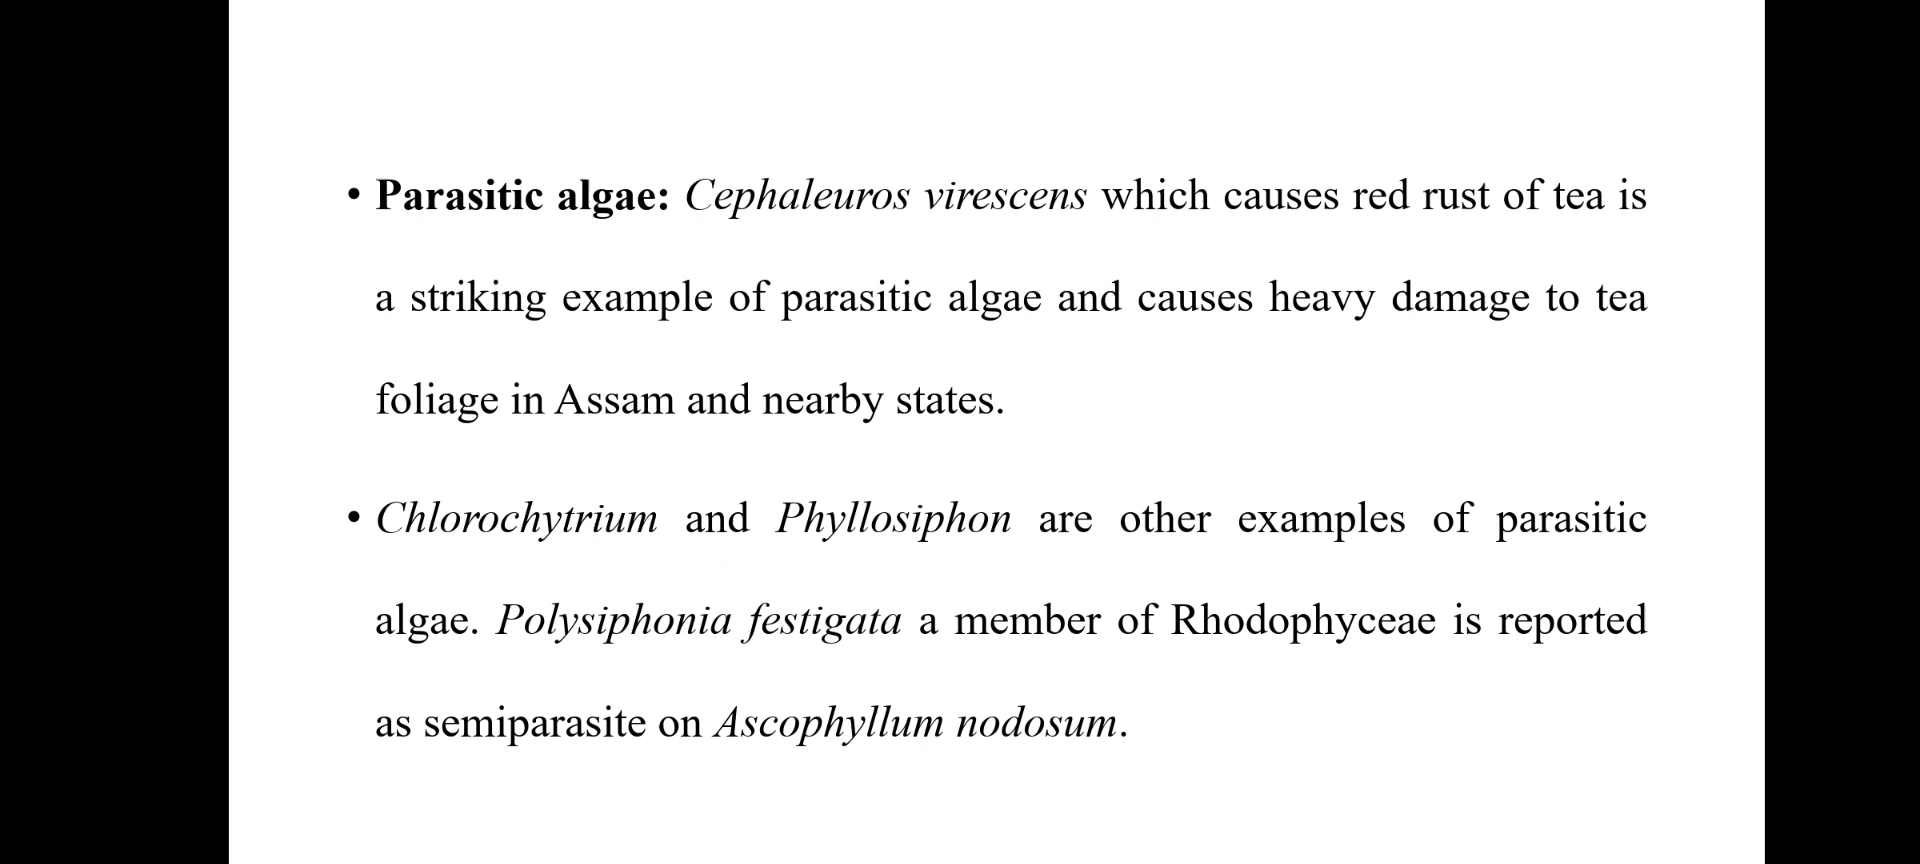 • Parasitic algae: Cephaleuros virescens which causes red rust of tea is
a striking example of parasitic algae and causes heavy damage to tea
foliage in Assam and nearby states.
• Chlorochytrium and Phyllosiphon are other examples of parasitic
algae. Polysiphonia festigata a member of Rhodophyceae is reported
as semiparasite on Ascophyllum nodosum.